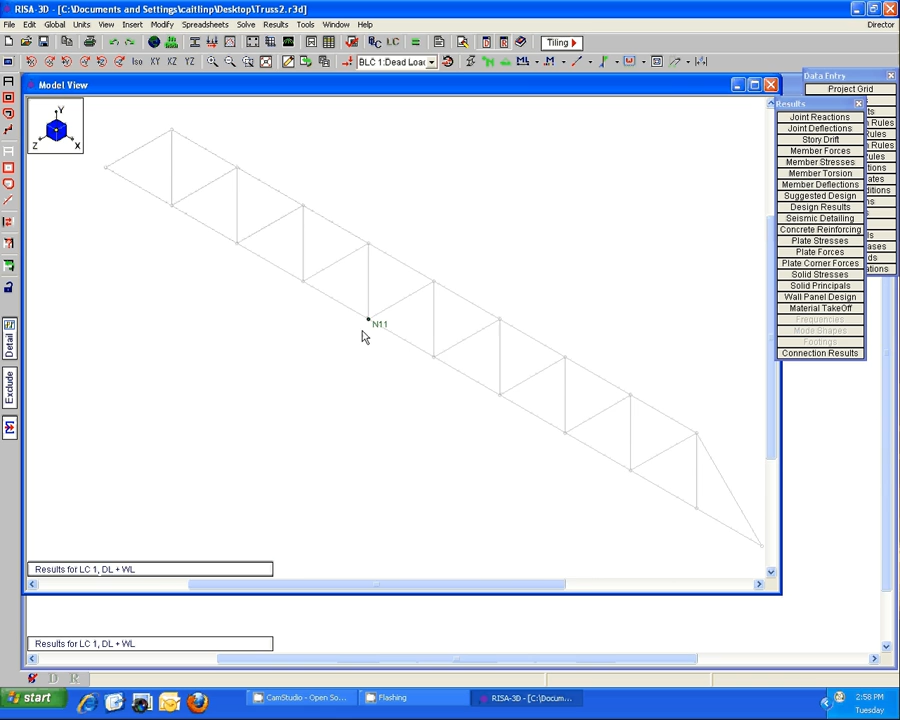 RISA-3D - [C:\Documents and Settings\caitlinp\Desktop\Truss2.r3d]
File Edit Global Units View Insert Modify Spreadsheets Solve Results Tools Window Help Director
Tiling
Iso XY XZ YZ BLC 1:Dead Load
Model View
Data Entry
Project Grid
Results
Joint Reactions
Joint Deflections
Story Drift
Member Forces
Member Stresses
Member Torsion
Member Deflections
Suggested Design
Design Results
Seismic Detailing
Concrete Reinforcing
Plate Stresses
Plate Forces
Plate Corner Forces
Solid Stresses
Solid Principals
Wall Panel Design
Material TakeOff
Frequencies
Mode Shapes
Footings
Connection Results
Y
Z X
N11
Detail
Exclude
Results for LC 1, DL + WL
Results for LC 1, DL + WL
D R
start CamStudio - Open So... Flashing RISA-3D - [C:\Docum... 2:58 PM
Tuesday